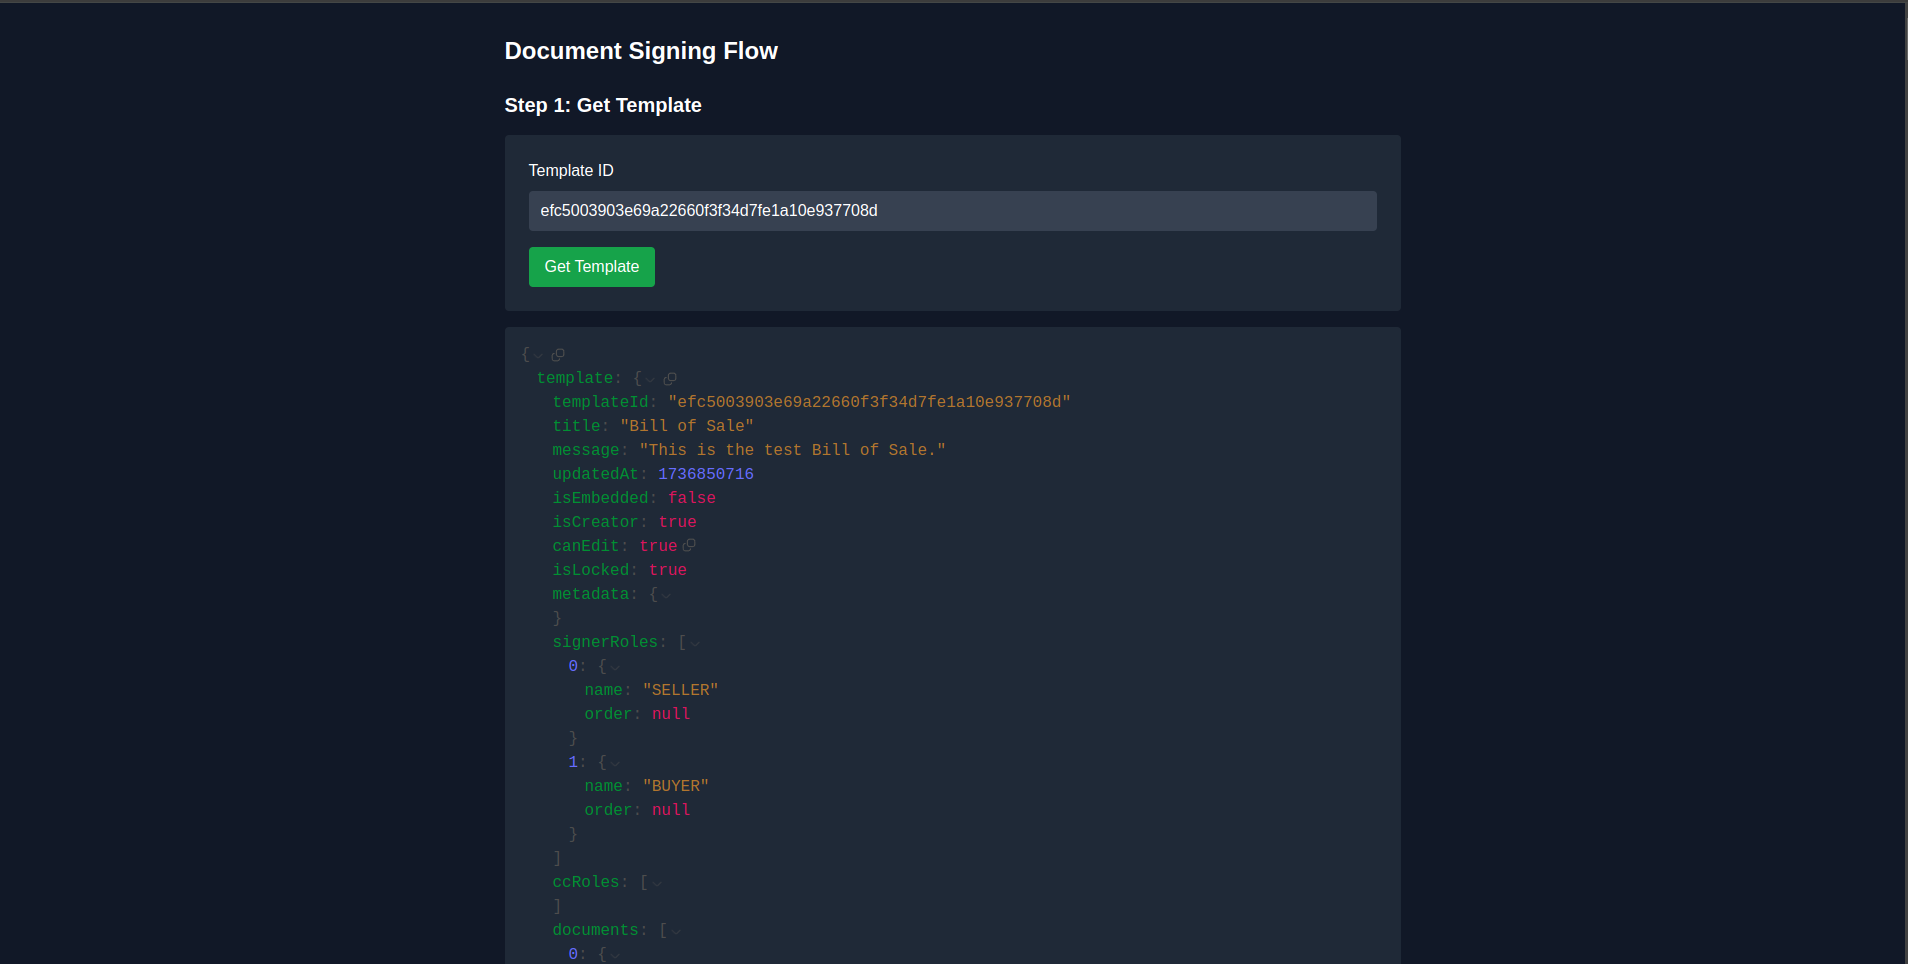 Document Signing Flow
Step 1: Get Template
Template ID
efc5003903e69a22660f3f34d7fe1a10e937708d
Get Template
{
template: {
templateId: "efc5003903e69a22660f3f34d7fe1a10e937708d"
title: "Bill of Sale"
message: "This is the test Bill of Sale."
updatedAt: 1736850716
isEmbedded: false
isCreator: true
canEdit: true
isLocked: true
metadata: {
}
signerRoles: [
0: {
name: "SELLER"
order: null
}
1: {
name: "BUYER"
order: null
}
]
ccRoles: [
]
documents: [
0: {